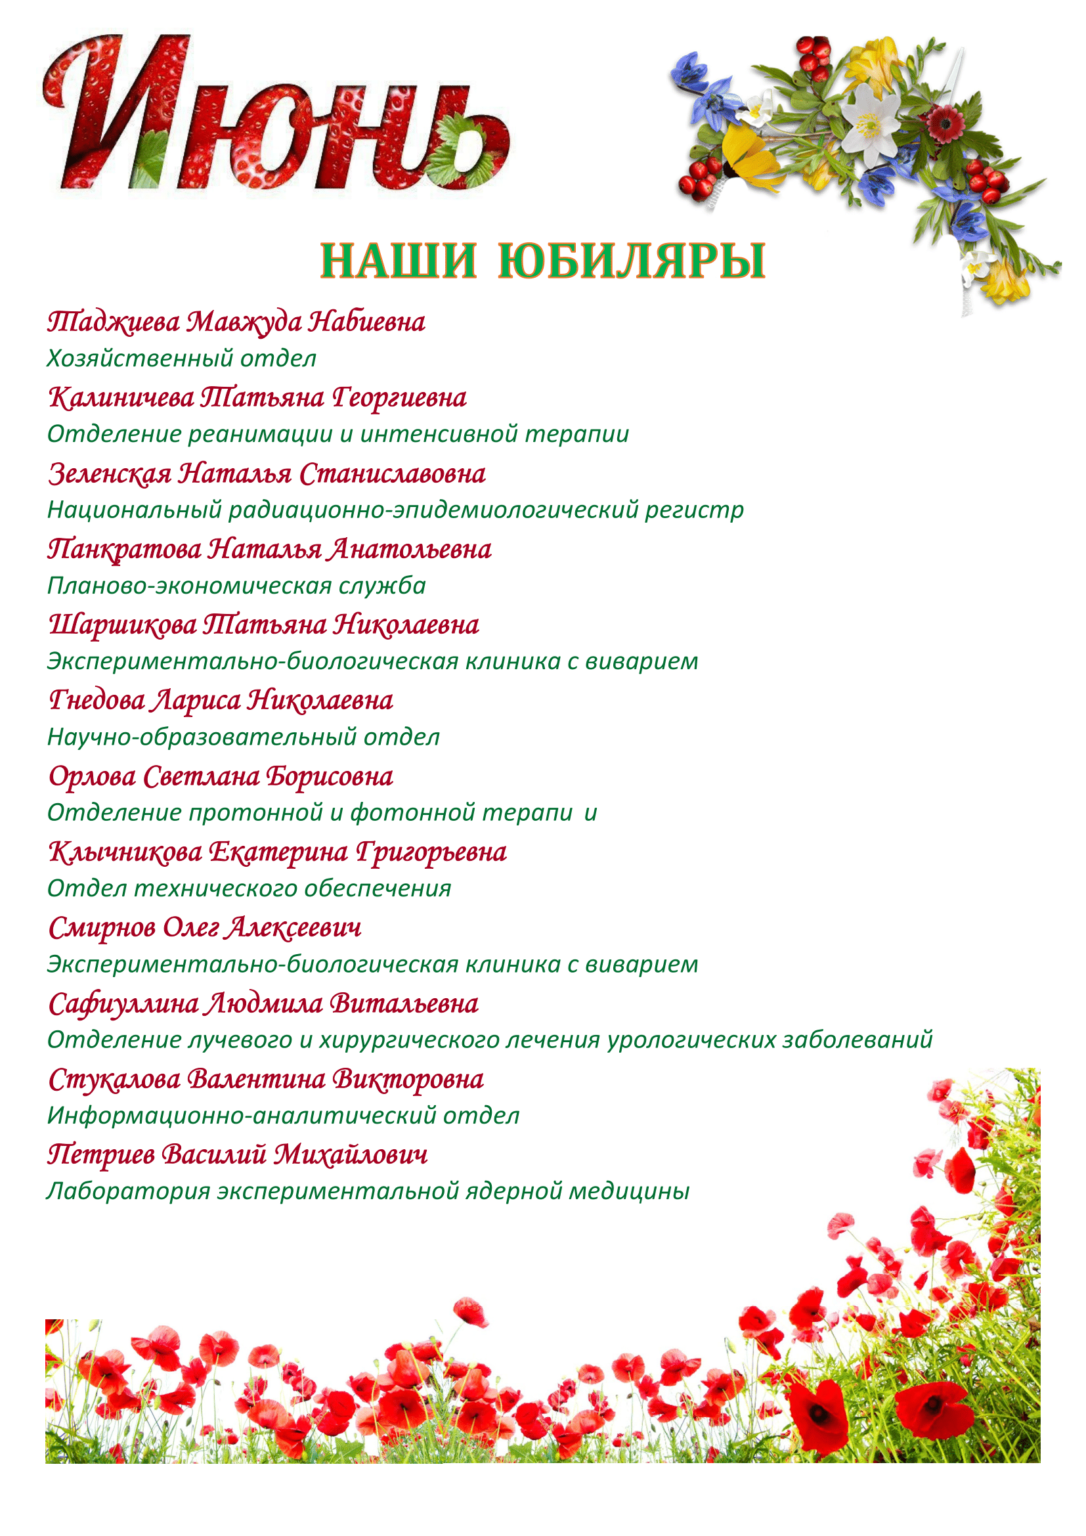 Июнь
НАШИ ЮБИЛЯРЫ
Таджиева Мавжуда Набиевна
Хозяйственный отдел
Калиничева Татьяна Георгиевна
Отделение реанимации и интенсивной терапии
Зеленская Наталья Станиславовна
Национальный радиационно-эпидемиологический регистр
Панкратова Наталья Анатольевна
Планово-экономическая служба
Шаршикова Татьяна Николаевна
Экспериментально-биологическая клиника с виварием
Гнедова Лариса Николаевна
Научно-образовательный отдел
Орлова Светлана Борисовна
Отделение протонной и фотонной терапи и
Клычникова Екатерина Григорьевна
Отдел технического обеспечения
Смирнов Олег Алексеевич
Экспериментально-биологическая клиника с виварием
Сафиуллина Людмила Витальевна
Отделение лучевого и хирургического лечения урологических заболеваний
Стукалова Валентина Викторовна
Информационно-аналитический отдел
Петриев Василий Михайлович
Лаборатория экспериментальной ядерной медицины